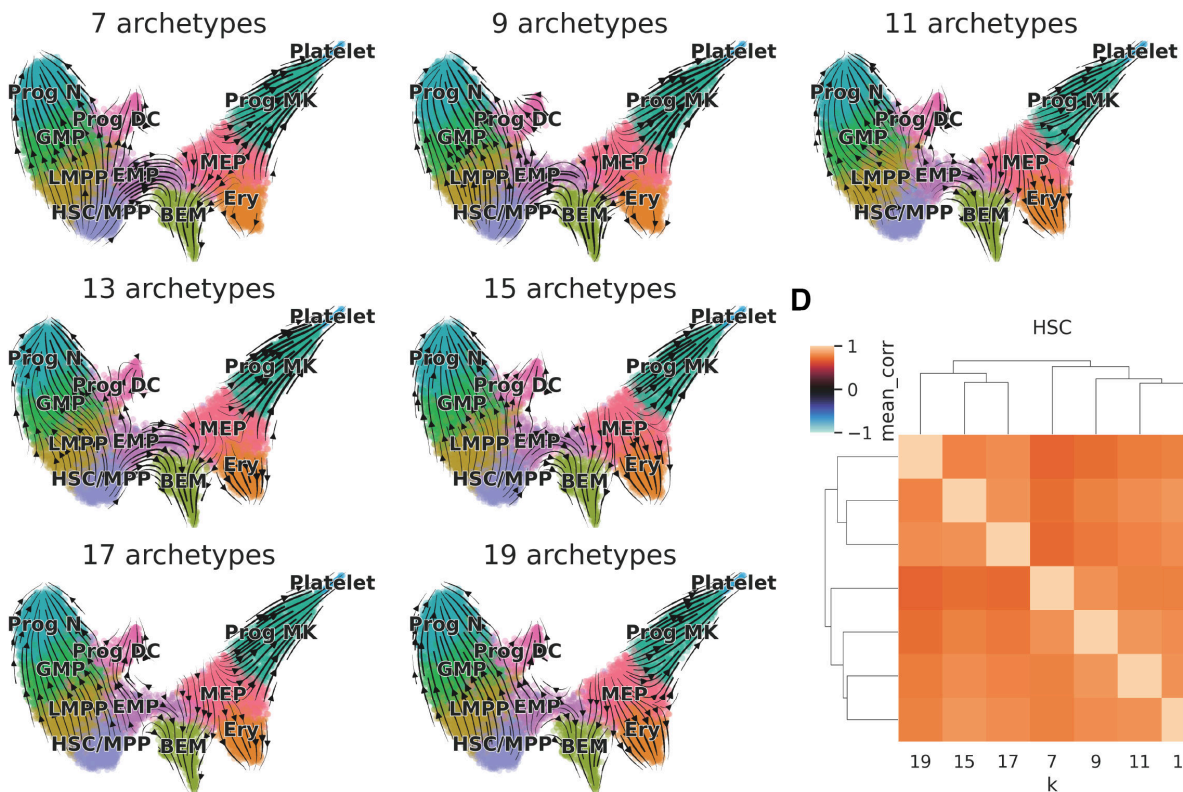 7 archetypes
Platelet
Prog N
Prog MK
Prog DC
GMP
MEP
LMPP
EMP
Ery
HSC/MPP
BEM
9 archetypes
Platelet
Prog N
Prog MK
Prog DC
GMP
MEP
LMPP
EMP
Ery
HSC/MPP
BEM
11 archetypes
Platelet
Prog N
Prog MK
Prog DC
GMP
MEP
LMPP
EMP
Ery
HSC/MPP
BEM
13 archetypes
Platelet
Prog N
Prog MK
Prog DC
GMP
MEP
LMPP
EMP
Ery
HSC/MPP
BEM
15 archetypes
Platelet
Prog N
Prog MK
Prog DC
GMP
MEP
LMPP
EMP
Ery
HSC/MPP
BEM
D
HSC
1
0
−1
mean_corr
19 15 17 7 9 11 1
k
17 archetypes
Platelet
Prog N
Prog MK
Prog DC
GMP
MEP
LMPP
EMP
Ery
HSC/MPP
BEM
19 archetypes
Platelet
Prog N
Prog MK
Prog DC
GMP
MEP
LMPP
EMP
Ery
HSC/MPP
BEM